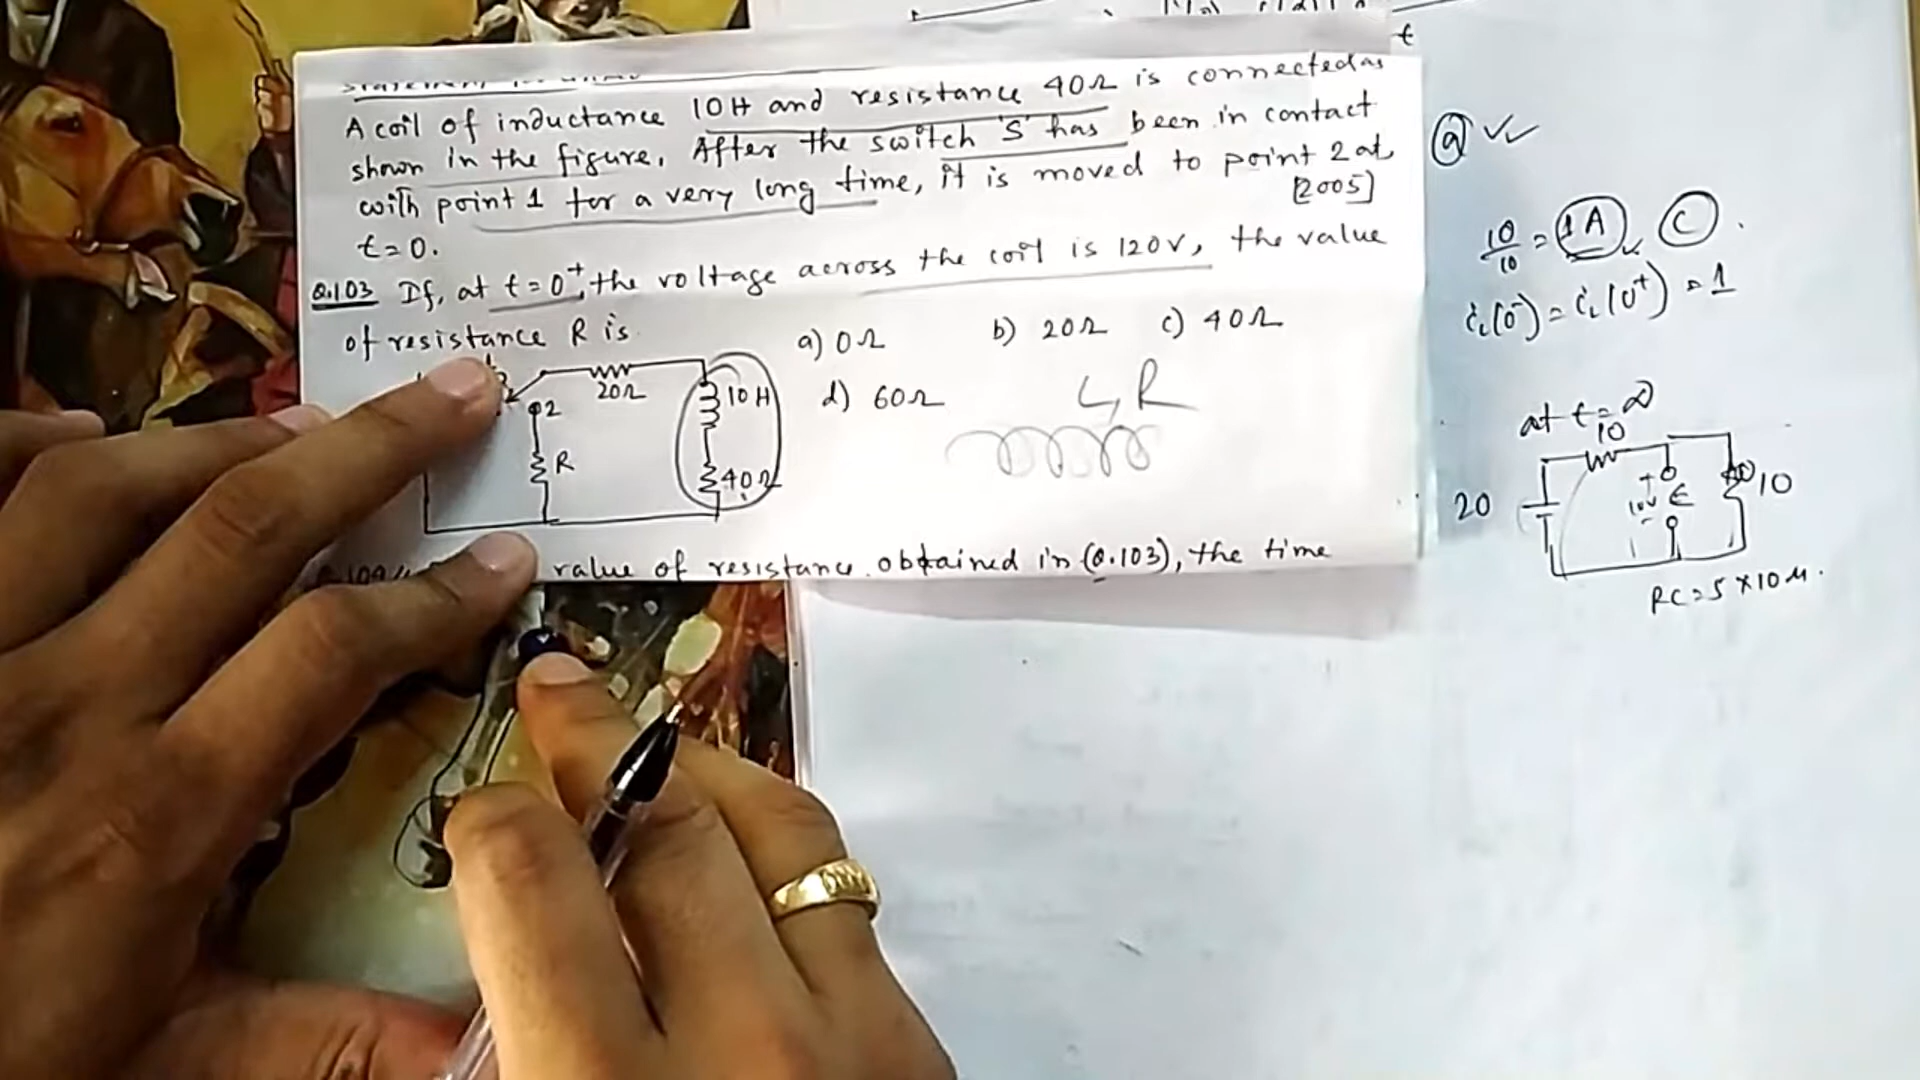 A coil of inductance 10H and resistance 40Ω is connected as
shown in the figure. After the switch 'S' has been in contact
with point 1 for a very long time, it is moved to point 2 at,
t=0.
[2005]
Q.103 If, at t=0⁺, the voltage across the coil is 120V, the value
of resistance R is
a) 0Ω b) 20Ω c) 40Ω
d) 60Ω
20Ω
10H
2
R
40Ω
L, R
value of resistance obtained in (Q.103), the time
t
a
10/10 = 1A C.
i_L(0⁻) = i_L(0⁺) = 1
at t=∞
10
20
+
10V
-
10
RC=5×10μ.